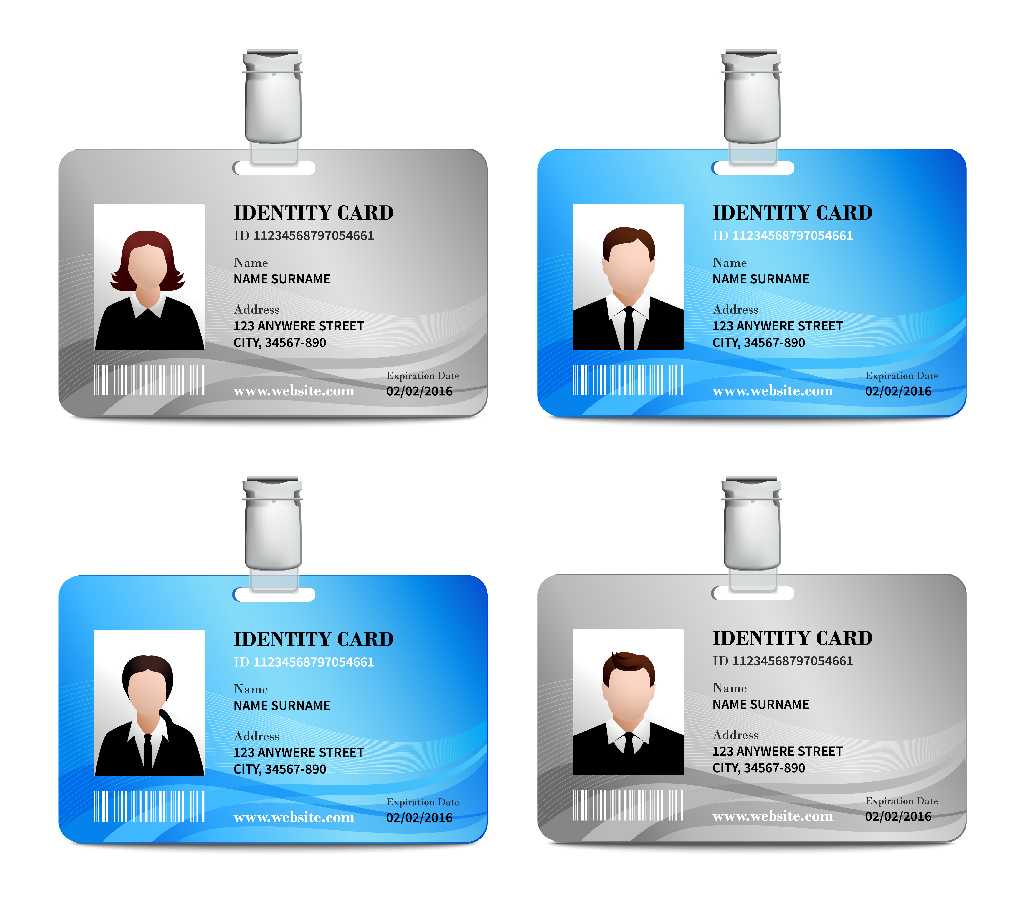 IDENTITY CARD
ID 11234568797054661
Name
NAME SURNAME
Address
123 ANYWERE STREET
CITY, 34567-890
Expiration Date
www.website.com
02/02/2016
IDENTITY CARD
ID 11234568797054661
Name
NAME SURNAME
Address
123 ANYWERE STREET
CITY, 34567-890
Expiration Date
www.website.com
02/02/2016
IDENTITY CARD
ID 11234568797054661
Name
NAME SURNAME
Address
123 ANYWERE STREET
CITY, 34567-890
Expiration Date
www.website.com
02/02/2016
IDENTITY CARD
ID 11234568797054661
Name
NAME SURNAME
Address
123 ANYWERE STREET
CITY, 34567-890
Expiration Date
www.website.com
02/02/2016